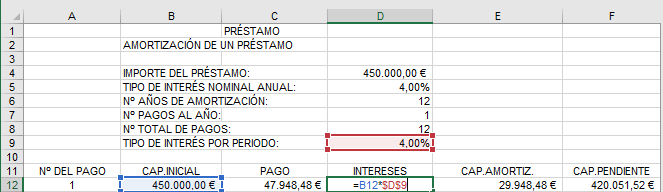 A B C D E F
1 PRÉSTAMO
2 AMORTIZACIÓN DE UN PRÉSTAMO
3
4 IMPORTE DEL PRÉSTAMO: 450.000,00 €
5 TIPO DE INTERÉS NOMINAL ANUAL: 4,00%
6 Nº AÑOS DE AMORTIZACIÓN: 12
7 Nº PAGOS AL AÑO: 1
8 Nº TOTAL DE PAGOS: 12
9 TIPO DE INTERÉS POR PERIODO: 4,00%
10
11 Nº DEL PAGO CAP.INICIAL PAGO INTERESES CAP.AMORTIZ. CAP.PENDIENTE
12 1 450.000,00 € 47.948,48 € =B12*$D$9 29.948,48 € 420.051,52 €